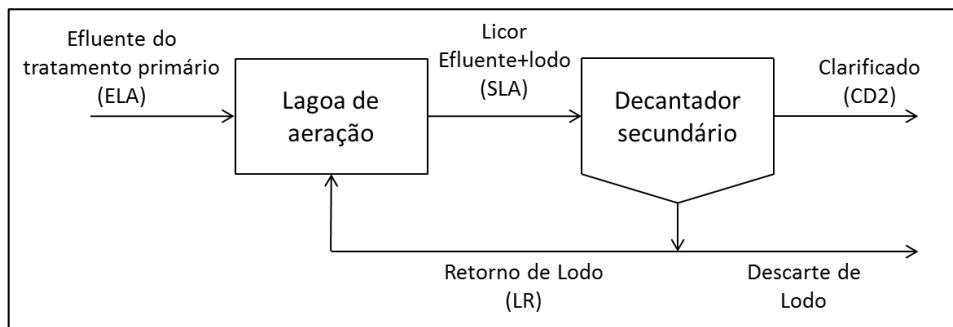 Efluente do
tratamento primário
(ELA)
Lagoa de
aeração
Licor
Efluente+lodo
(SLA)
Decantador
secundário
Clarificado
(CD2)
Retorno de Lodo
(LR)
Descarte de
Lodo